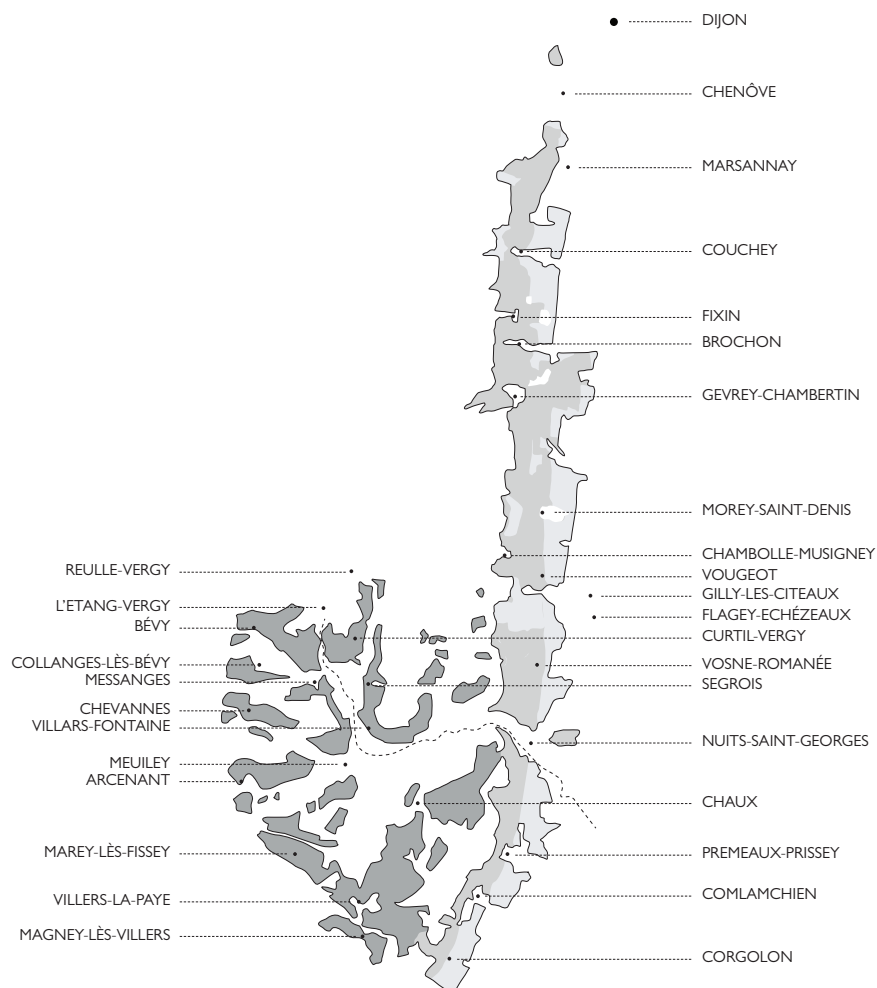 DIJON
CHENÔVE
MARSANNAY
COUCHEY
FIXIN
BROCHON
GEVREY-CHAMBERTIN
MOREY-SAINT-DENIS
CHAMBOLLE-MUSIGNEY
VOUGEOT
GILLY-LES-CITEAUX
FLAGEY-ECHÉZEAUX
CURTIL-VERGY
VOSNE-ROMANÉE
SEGROIS
NUITS-SAINT-GEORGES
CHAUX
PREMEAUX-PRISSEY
COMLAMCHIEN
CORGOLON
REULLE-VERGY
L'ETANG-VERGY
BÉVY
COLLANGES-LÈS-BÉVY
MESSANGES
CHEVANNES
VILLARS-FONTAINE
MEUILEY
ARCENANT
MAREY-LÈS-FISSEY
VILLERS-LA-PAYE
MAGNEY-LÈS-VILLERS